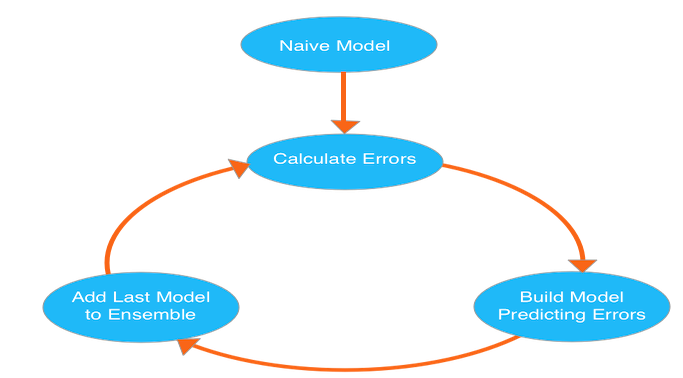 Naive Model
Calculate Errors
Add Last Model
to Ensemble
Build Model
Predicting Errors